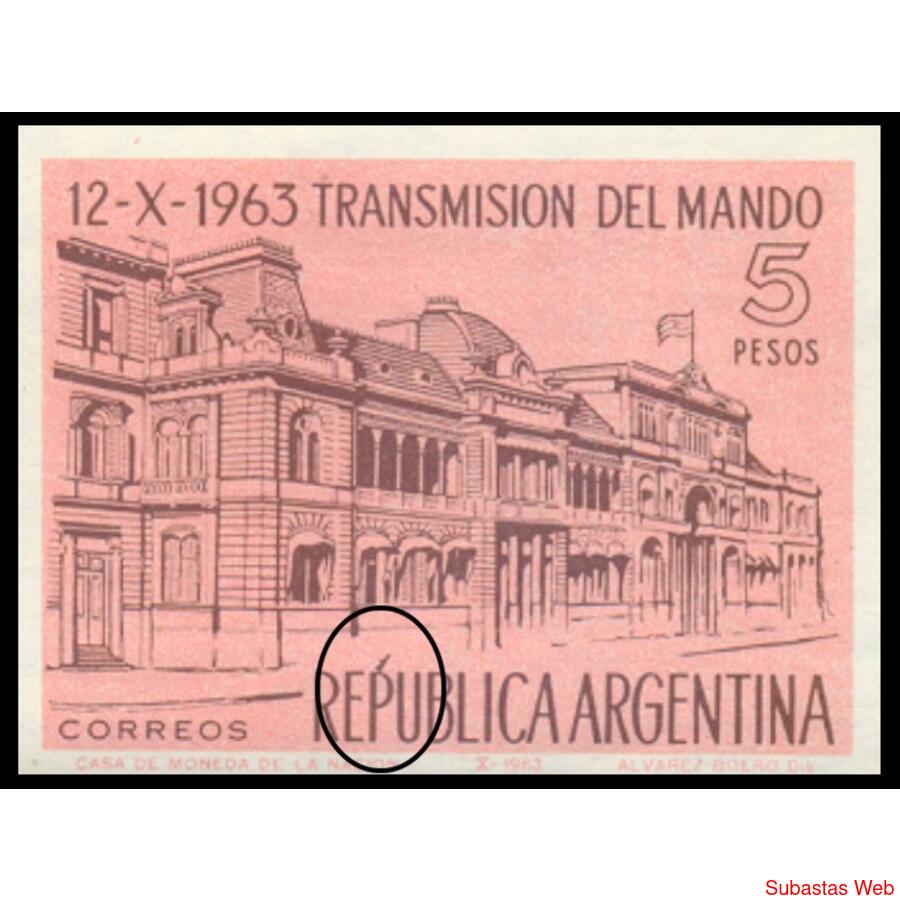 12-X-1963 TRANSMISION DEL MANDO
5
PESOS
REPUBLICA ARGENTINA
CORREOS
CASA DE MONEDA DE LA NACION X-1963 ALVAREZ BOERO Dib.
Subastas Web